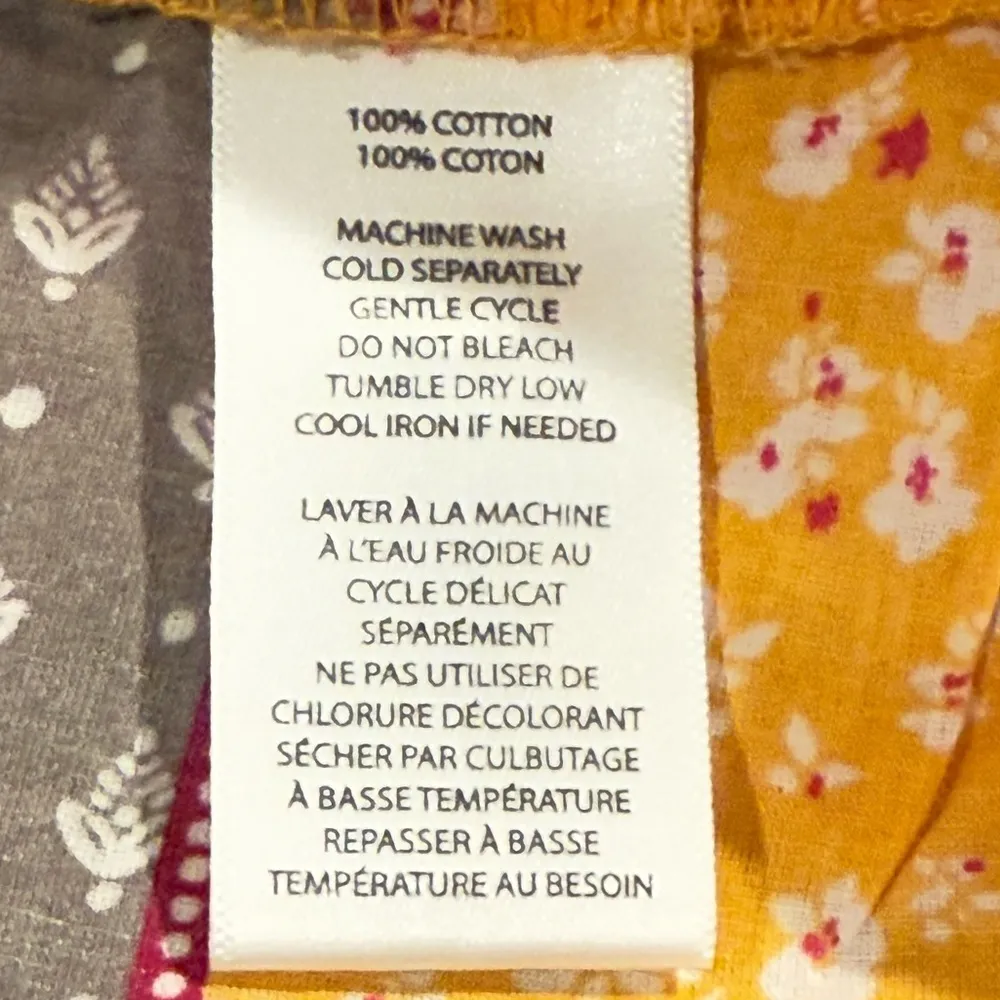 100% COTTON
100% COTON
MACHINE WASH
COLD SEPARATELY
GENTLE CYCLE
DO NOT BLEACH
TUMBLE DRY LOW
COOL IRON IF NEEDED
LAVER À LA MACHINE
À L'EAU FROIDE AU
CYCLE DÉLICAT
SÉPARÉMENT
NE PAS UTILISER DE
CHLORURE DÉCOLORANT
SÉCHER PAR CULBUTAGE
À BASSE TEMPÉRATURE
REPASSER À BASSE
TEMPÉRATURE AU BESOIN